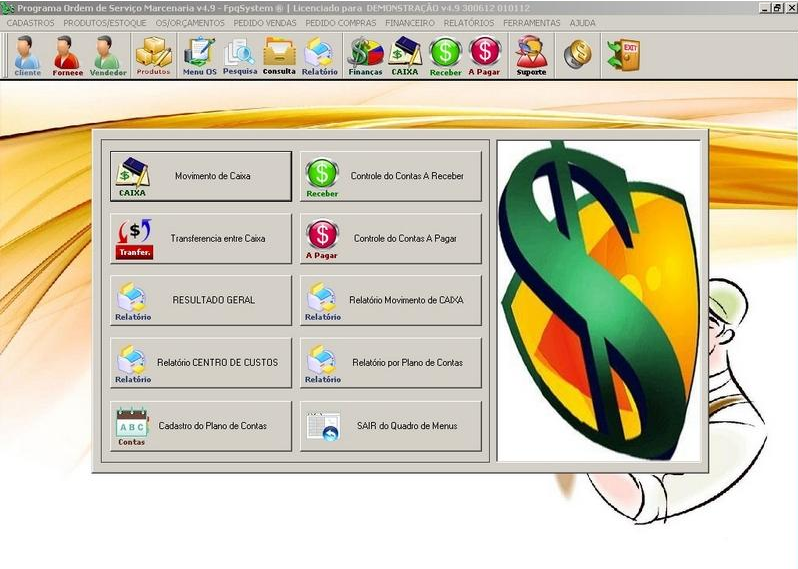 Programa Ordem de Serviço Marcenaria v4.9 - FpqSystem ® | Licenciado para DEMONSTRAÇÃO v4.9 300612 010112
CADASTROS PRODUTOS/ESTOQUE OS/ORÇAMENTOS PEDIDO VENDAS PEDIDO COMPRAS FINANCEIRO RELATÓRIOS FERRAMENTAS AJUDA
EXIT
Cliente Fornece Vendedor Produtos Menu OS Pesquisa Consulta Relatório Finanças CAIXA Receber A Pagar Suporte
Movimento de Caixa
CAIXA
Controle do Contas A Receber
Receber
Transferencia entre Caixa
Tranfer.
Controle do Contas A Pagar
A Pagar
RESULTADO GERAL
Relatório
Relatório Movimento de CAIXA
Relatório
Relatório CENTRO DE CUSTOS
Relatório
Relatório por Plano de Contas
Relatório
ABC
Cadastro do Plano de Contas
Contas
SAIR do Quadro de Menus